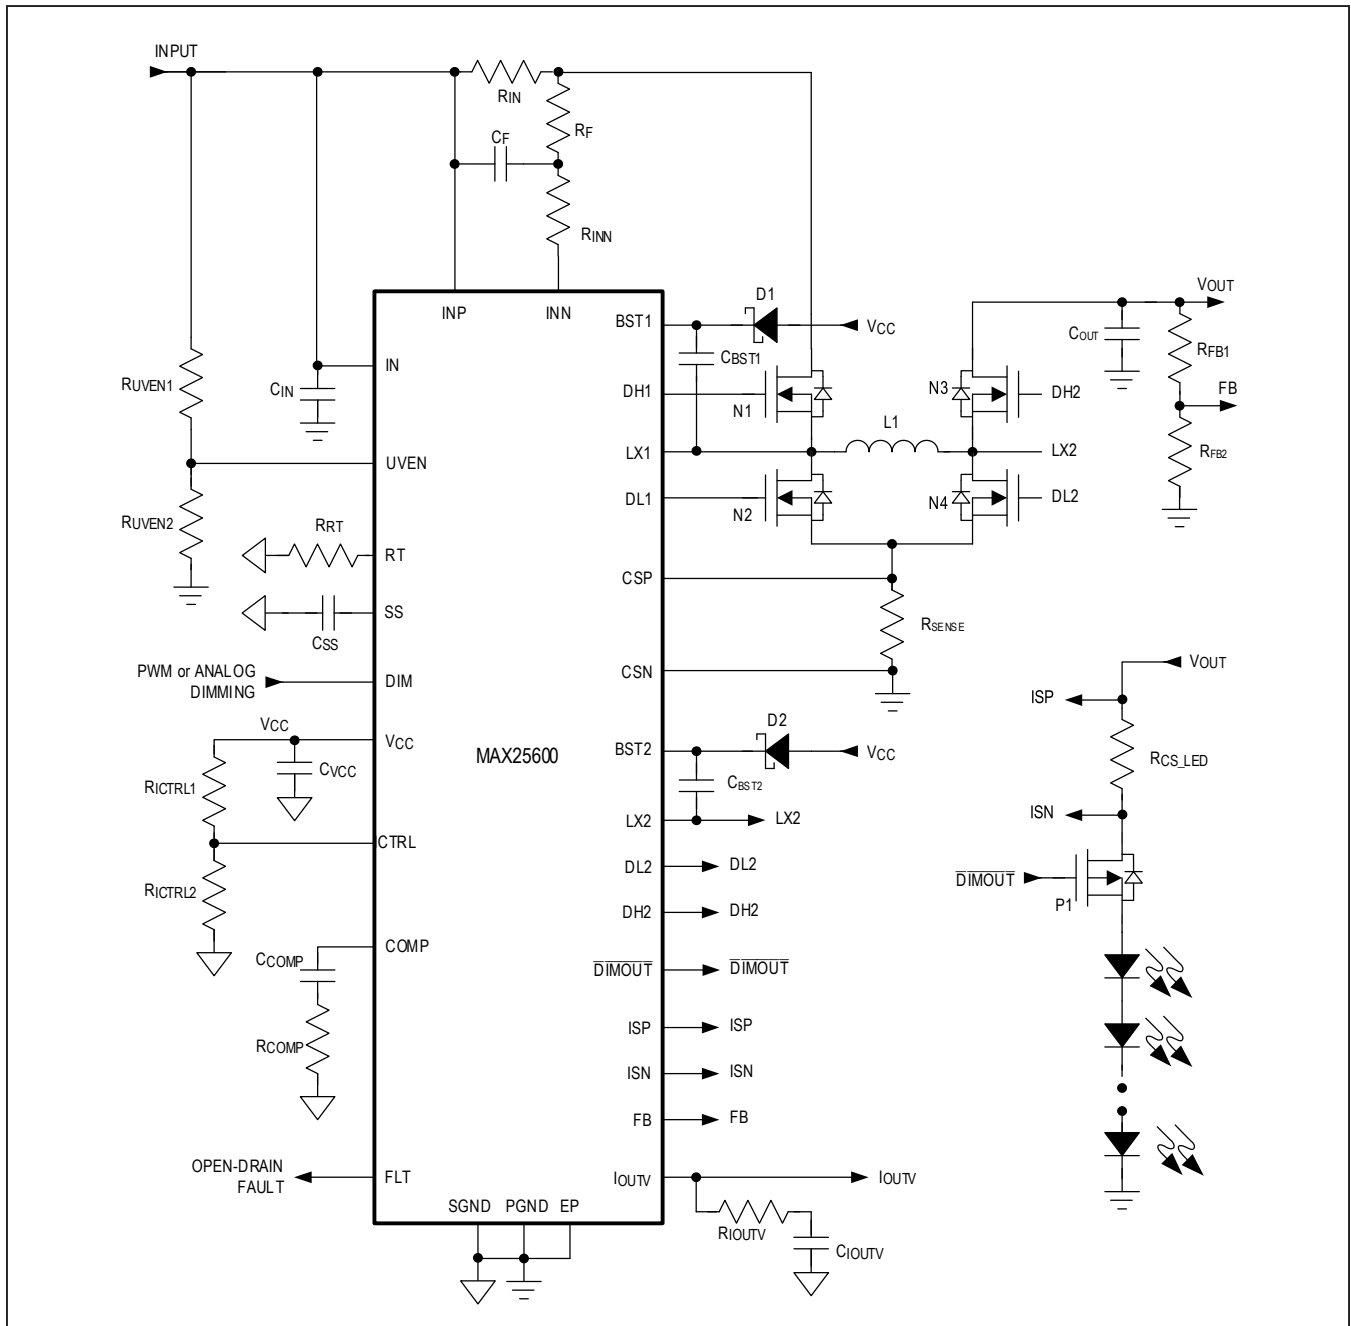 INPUT
RIN
RF
CF
RINN
INP
INN
BST1
D1
VCC
VOUT
COUT
RFB1
FB
RFB2
RUVEN1
CIN
IN
CBST1
DH1
N1
N3
DH2
L1
LX1
LX2
UVEN
DL1
N2
N4
DL2
RUVEN2
RRT
RT
CSP
CSS
SS
RSENSE
PWM or ANALOG
DIMMING
DIM
CSN
VOUT
ISP
VCC
VCC
CVCC
RICTRL1
MAX25600
BST2
D2
VCC
CBST2
RCS_LED
ISN
LX2
LX2
CTRL
RICTRL2
DL2
DL2
DIMOUT
P1
DH2
DH2
COMP
CCOMP
RCOMP
DIMOUT
DIMOUT
ISP
ISP
ISN
ISN
FB
FB
OPEN-DRAIN
FAULT
FLT
IOUTV
IOUTV
SGND
PGND
EP
RIOUTV
CIOUTV